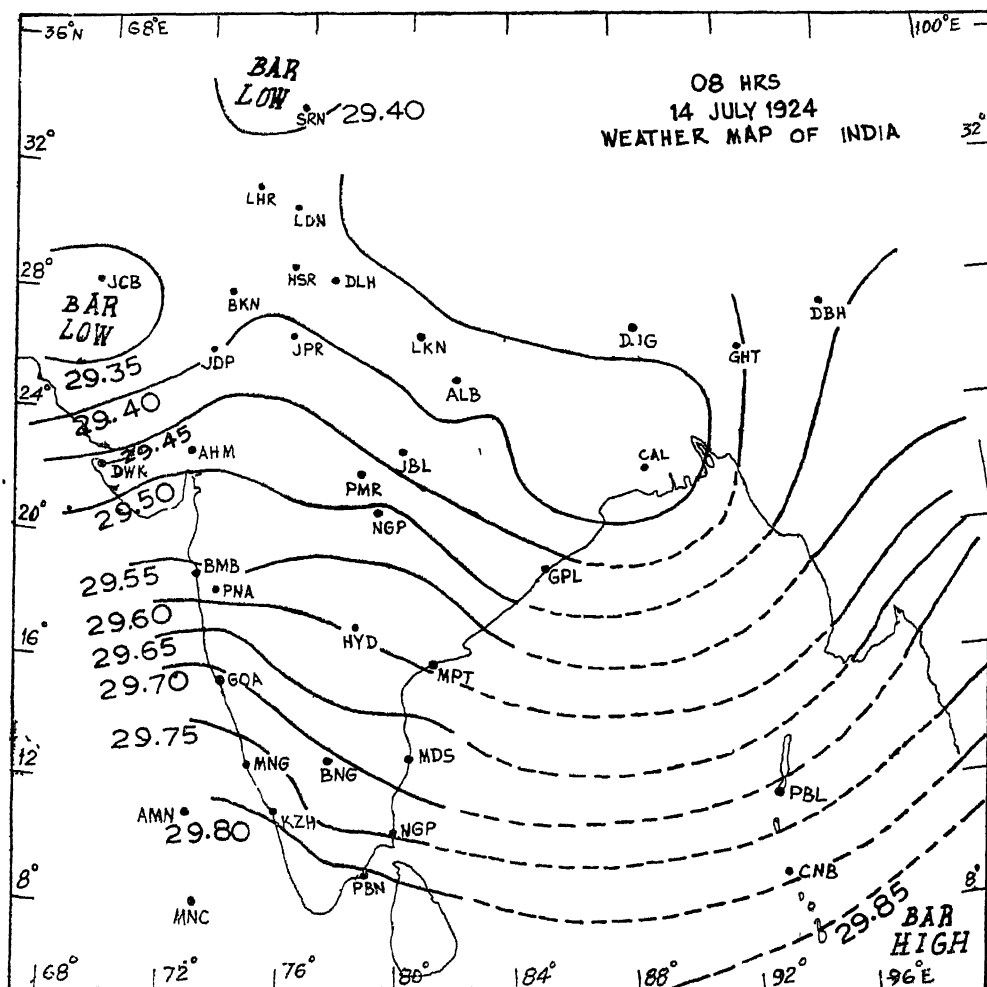 36°N 68°E 100°E
BAR
LOW
SRN 29.40
08 HRS
14 JULY 1924
WEATHER MAP OF INDIA
32° 32°
LHR
LDN
28°
JCB
HSR DLH
BAR
LOW
BKN
DBH
JDP JPR LKN DJG GHT
29.35
24°
ALB
29.40
29.45
DWK AHM
JBL CAL
PMR
29.50
20°
NGP
29.55 BMB
PNA
GPL
29.60
HYD
16°
29.65
MPT
29.70 GOA
29.75
12°
MNG BNG MDS
PBL
AMN 29.80 KZH NGP
8° PBN CNB 8°
MNC
29.85
BAR
HIGH
68° 72° 76° 80° 84° 88° 92° 96°E